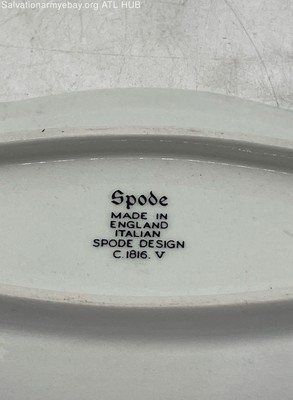 Salvationarmyebay.org ATL HUB
Spode
MADE IN
ENGLAND
ITALIAN
SPODE DESIGN
C.1816. V